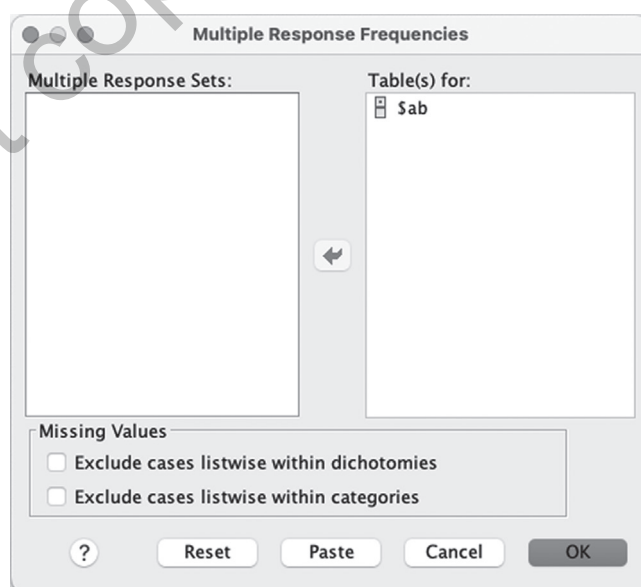 Multiple Response Frequencies
Multiple Response Sets:
Table(s) for:
$ab
Missing Values
Exclude cases listwise within dichotomies
Exclude cases listwise within categories
? Reset Paste Cancel OK